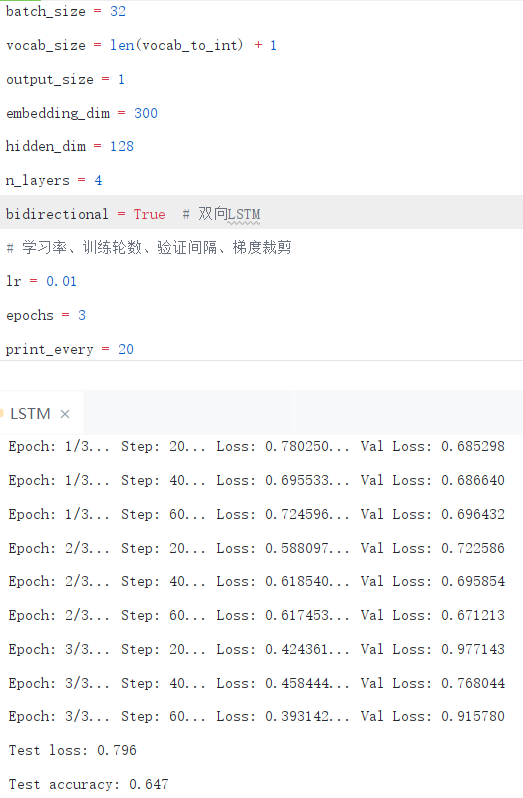 batch_size = 32
vocab_size = len(vocab_to_int) + 1
output_size = 1
embedding_dim = 300
hidden_dim = 128
n_layers = 4
bidirectional = True  # 双向LSTM
# 学习率、训练轮数、验证间隔、梯度裁剪
lr = 0.01
epochs = 3
print_every = 20
LSTM ×
Epoch: 1/3... Step: 20... Loss: 0.780250... Val Loss: 0.685298
Epoch: 1/3... Step: 40... Loss: 0.695533... Val Loss: 0.686640
Epoch: 1/3... Step: 60... Loss: 0.724596... Val Loss: 0.696432
Epoch: 2/3... Step: 20... Loss: 0.588097... Val Loss: 0.722586
Epoch: 2/3... Step: 40... Loss: 0.618540... Val Loss: 0.695854
Epoch: 2/3... Step: 60... Loss: 0.617453... Val Loss: 0.671213
Epoch: 3/3... Step: 20... Loss: 0.424361... Val Loss: 0.977143
Epoch: 3/3... Step: 40... Loss: 0.458444... Val Loss: 0.768044
Epoch: 3/3... Step: 60... Loss: 0.393142... Val Loss: 0.915780
Test loss: 0.796
Test accuracy: 0.647